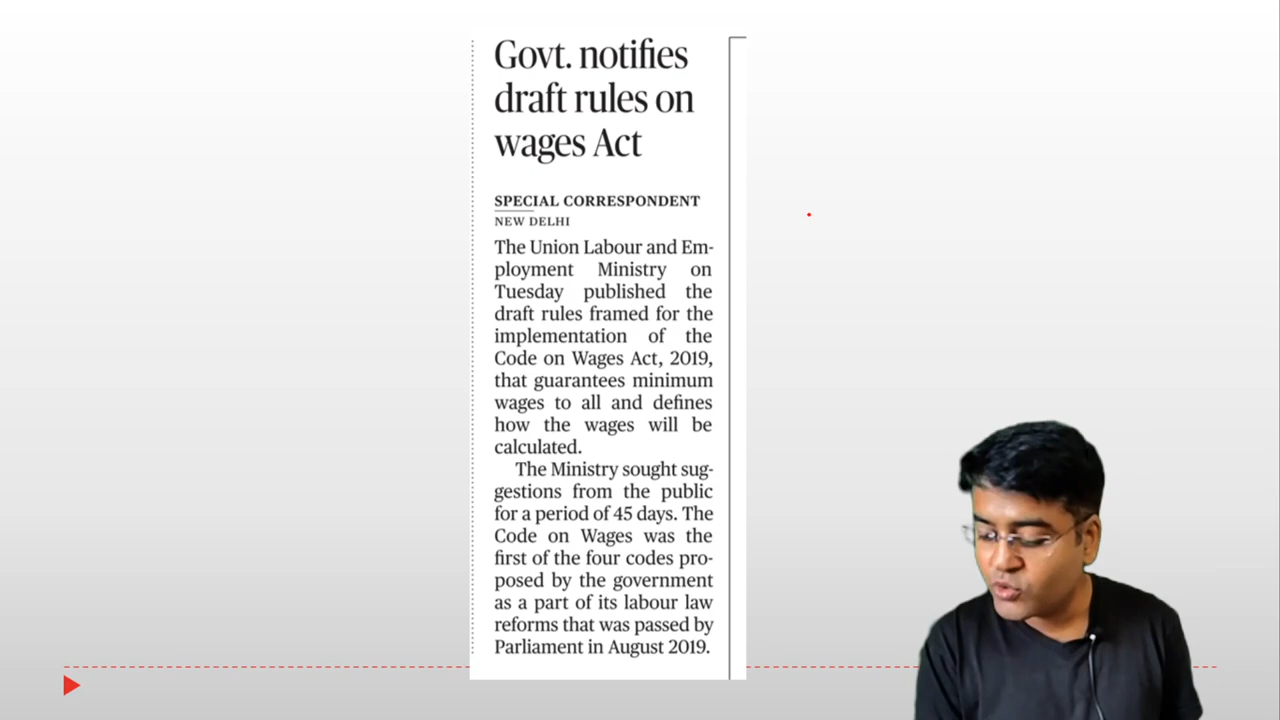 Govt. notifies
draft rules on
wages Act
SPECIAL CORRESPONDENT
NEW DELHI
The Union Labour and Em-
ployment Ministry on
Tuesday published the
draft rules framed for the
implementation of the
Code on Wages Act, 2019,
that guarantees minimum
wages to all and defines
how the wages will be
calculated.
The Ministry sought sug-
gestions from the public
for a period of 45 days. The
Code on Wages was the
first of the four codes pro-
posed by the government
as a part of its labour law
reforms that was passed by
Parliament in August 2019.